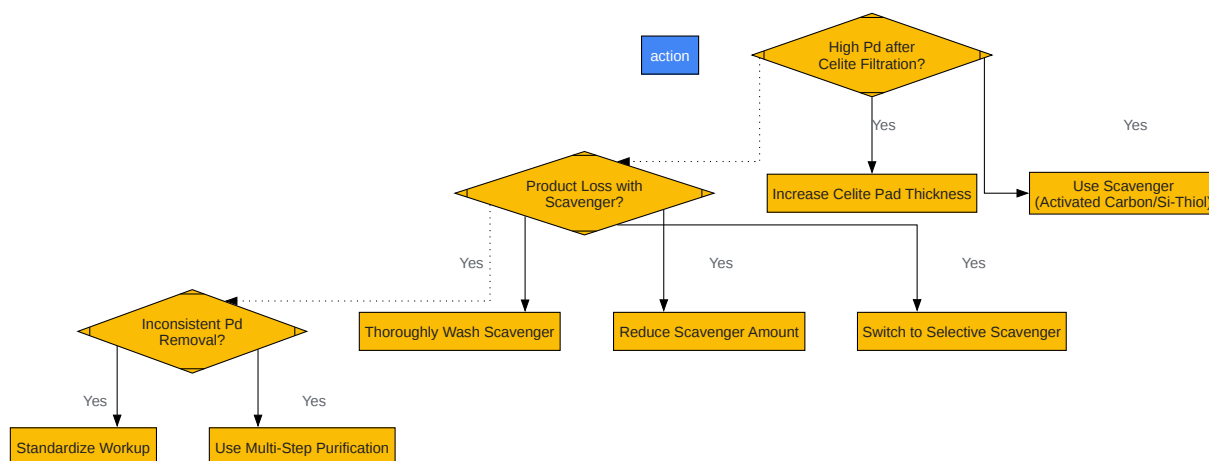 High Pd after
Celite Filtration?
action
Yes
Yes
Increase Celite Pad Thickness
Use Scavenger
(Activated Carbon/Si-Thiol)
Product Loss with
Scavenger?
Yes
Yes
Yes
Thoroughly Wash Scavenger
Reduce Scavenger Amount
Switch to Selective Scavenger
Inconsistent Pd
Removal?
Yes
Yes
Standardize Workup
Use Multi-Step Purification